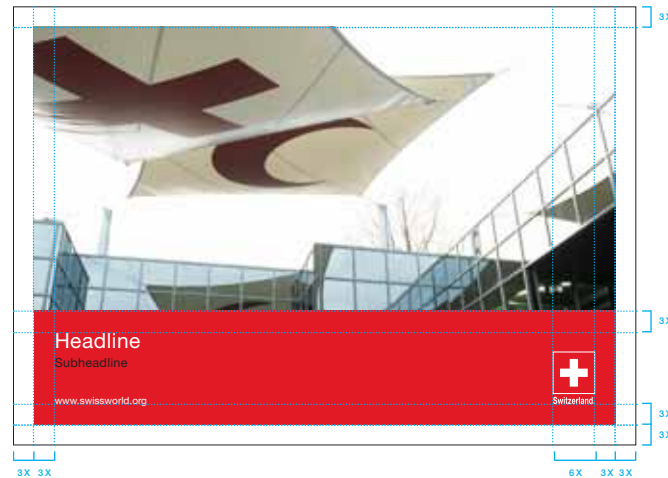 3X
Headline
3X
Subheadline
www.swissworld.org
Switzerland.
3X
3X
3X 3X
6X 3X 3X